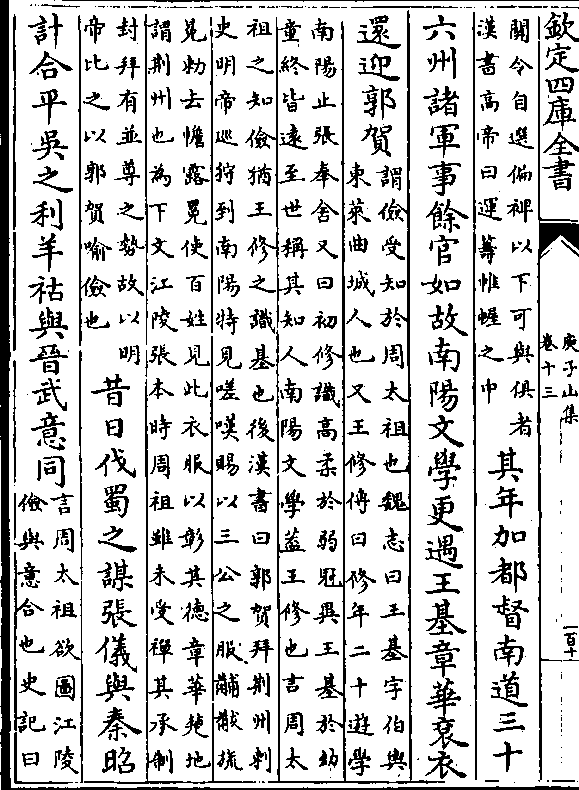 欽定四庫全書
庾子山集
卷十三
一百十
關令自選偏裨以下可與俱者
漢書高帝曰運籌帷幄之中
其年加都督南道三十
六州諸軍事餘官如故南陽文學更遇王基章華衮衣
還迎郭賀
謂儉受知於周太祖也魏志曰王基字伯輿
東萊曲城人也又王修傳曰修年二十遊學
南陽止張奉舍又曰初修識高柔於弱冠異王基於幼
童終皆遠至世稱其知人南陽文學葢王修也言周太
祖之知儉猶王修之識基也後漢書曰郭賀拜荆州刺
史明帝廵狩到南陽特見嗟嘆賜以三公之服黼黻旒
冕勑去幨露冕使百姓見此衣服以彰其德章華地
謂荆州也為下文江陵張本時周祖雖未受禪其承制
封拜有並尊之勢故以明
帝比之以郭賀喻儉也
昔日伐蜀之謀張儀與秦昭
計合平吳之利羊祜與晉武意同
言周太祖欲圖江陵
儉與意合也史記曰